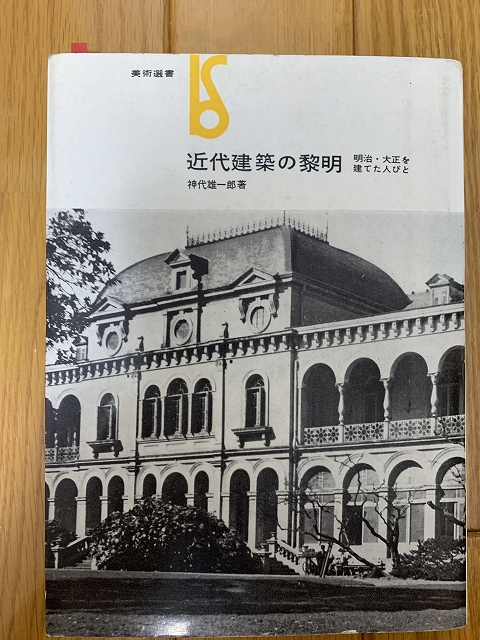 美術選書
近代建築の黎明
明治・大正を
建てた人びと
神代雄一郎著